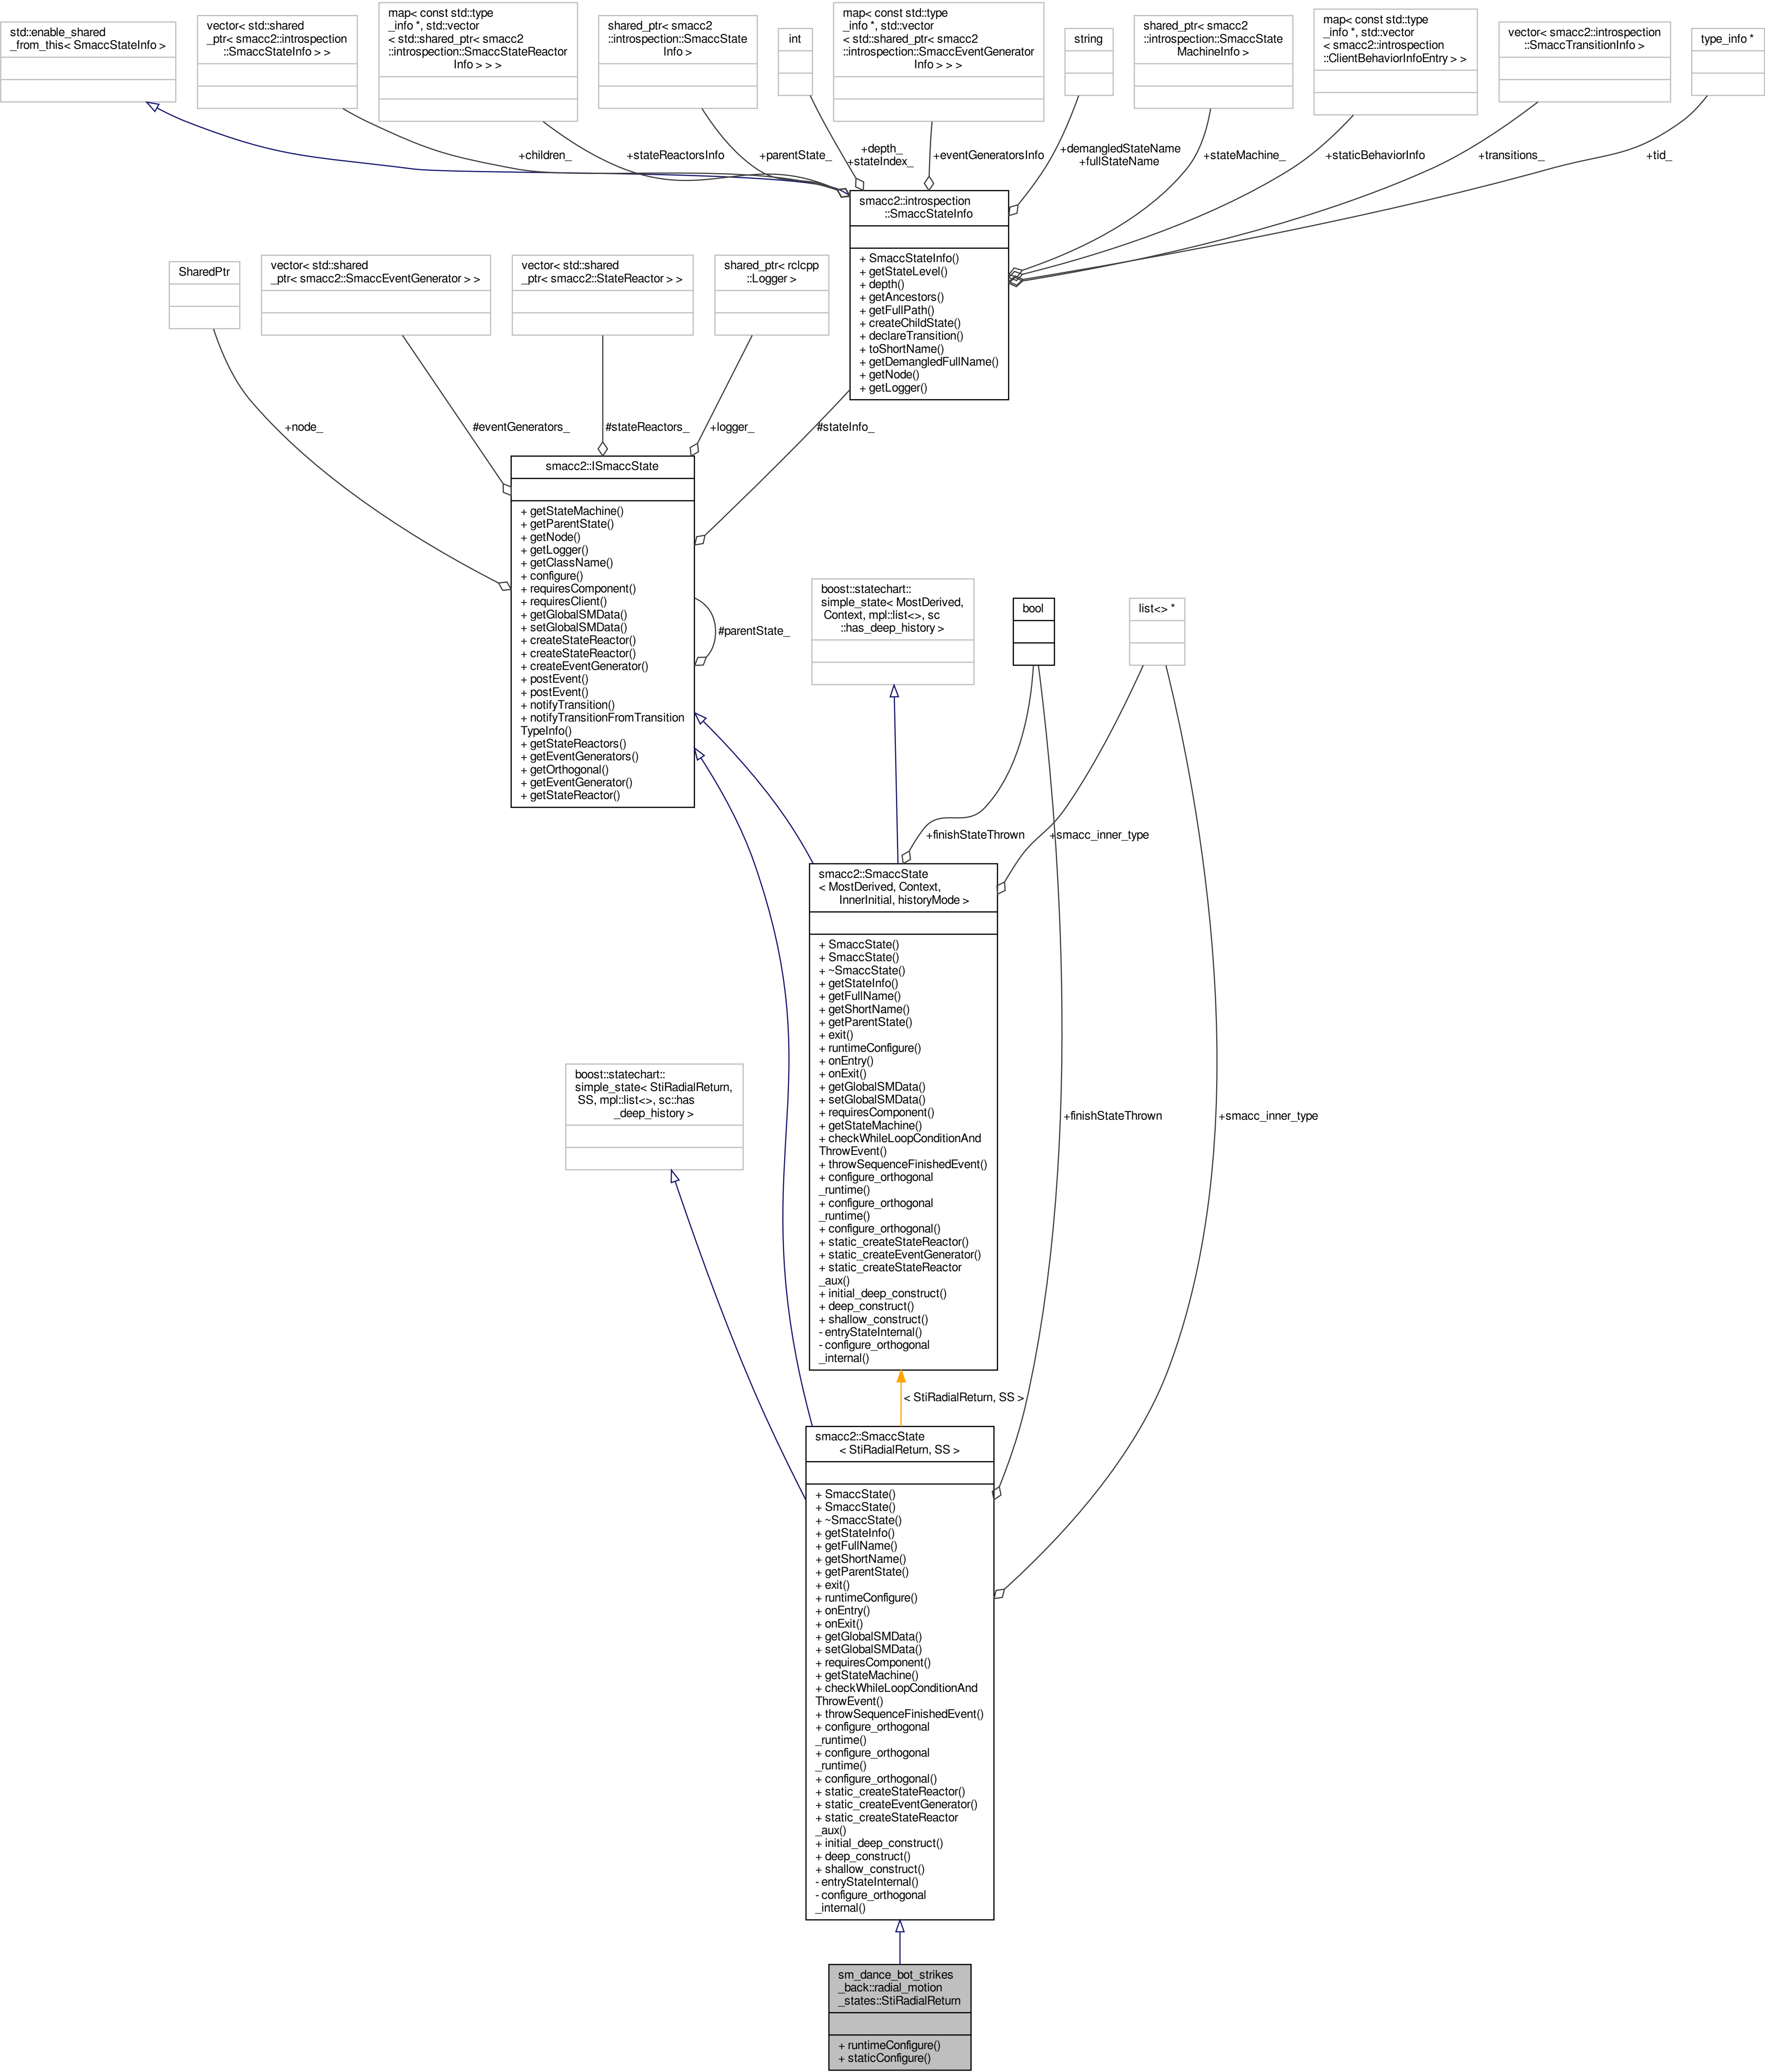 std::enable_shared
_from_this< SmaccStateInfo >
vector< std::shared
_ptr< smacc2::introspection
::SmaccStateInfo > >
map< const std::type
_info *, std::vector
< std::shared_ptr< smacc2
::introspection::SmaccStateReactor
Info > > >
shared_ptr< smacc2
::introspection::SmaccState
Info >
int
map< const std::type
_info *, std::vector
< std::shared_ptr< smacc2
::introspection::SmaccEventGenerator
Info > > >
string
shared_ptr< smacc2
::introspection::SmaccState
MachineInfo >
map< const std::type
_info *, std::vector
< smacc2::introspection
::ClientBehaviorInfoEntry > >
vector< smacc2::introspection
::SmaccTransitionInfo >
type_info *
+children_
+stateReactorsInfo
+parentState_
+depth_
+stateIndex_
+eventGeneratorsInfo
+demangledStateName
+fullStateName
+stateMachine_
+staticBehaviorInfo
+transitions_
+tid_
smacc2::introspection
::SmaccStateInfo
+ SmaccStateInfo()
+ getStateLevel()
+ depth()
+ getAncestors()
+ getFullPath()
+ createChildState()
+ declareTransition()
+ toShortName()
+ getDemangledFullName()
+ getNode()
+ getLogger()
SharedPtr
vector< std::shared
_ptr< smacc2::SmaccEventGenerator > >
vector< std::shared
_ptr< smacc2::StateReactor > >
shared_ptr< rclcpp
::Logger >
+node_
#eventGenerators_
#stateReactors_
+logger_
#stateInfo_
smacc2::ISmaccState
+ getStateMachine()
+ getParentState()
+ getNode()
+ getLogger()
+ getClassName()
+ configure()
+ requiresComponent()
+ requiresClient()
+ getGlobalSMData()
+ setGlobalSMData()
+ createStateReactor()
+ createStateReactor()
+ createEventGenerator()
+ postEvent()
+ postEvent()
+ notifyTransition()
+ notifyTransitionFromTransition
TypeInfo()
+ getStateReactors()
+ getEventGenerators()
+ getOrthogonal()
+ getEventGenerator()
+ getStateReactor()
#parentState_
boost::statechart::
simple_state< MostDerived,
Context, mpl::list<>, sc
::has_deep_history >
bool
list<> *
+finishStateThrown
+smacc_inner_type
smacc2::SmaccState
< MostDerived, Context,
InnerInitial, historyMode >
+ SmaccState()
+ SmaccState()
+ ~SmaccState()
+ getStateInfo()
+ getFullName()
+ getShortName()
+ getParentState()
+ exit()
+ runtimeConfigure()
+ onEntry()
+ onExit()
+ getGlobalSMData()
+ setGlobalSMData()
+ requiresComponent()
+ getStateMachine()
+ checkWhileLoopConditionAnd
ThrowEvent()
+ throwSequenceFinishedEvent()
+ configure_orthogonal
_runtime()
+ configure_orthogonal
_runtime()
+ configure_orthogonal()
+ static_createStateReactor()
+ static_createEventGenerator()
+ static_createStateReactor
_aux()
+ initial_deep_construct()
+ deep_construct()
+ shallow_construct()
- entryStateInternal()
- configure_orthogonal
_internal()
boost::statechart::
simple_state< StiRadialReturn,
SS, mpl::list<>, sc::has
_deep_history >
+finishStateThrown
+smacc_inner_type
< StiRadialReturn, SS >
smacc2::SmaccState
< StiRadialReturn, SS >
+ SmaccState()
+ SmaccState()
+ ~SmaccState()
+ getStateInfo()
+ getFullName()
+ getShortName()
+ getParentState()
+ exit()
+ runtimeConfigure()
+ onEntry()
+ onExit()
+ getGlobalSMData()
+ setGlobalSMData()
+ requiresComponent()
+ getStateMachine()
+ checkWhileLoopConditionAnd
ThrowEvent()
+ throwSequenceFinishedEvent()
+ configure_orthogonal
_runtime()
+ configure_orthogonal
_runtime()
+ configure_orthogonal()
+ static_createStateReactor()
+ static_createEventGenerator()
+ static_createStateReactor
_aux()
+ initial_deep_construct()
+ deep_construct()
+ shallow_construct()
- entryStateInternal()
- configure_orthogonal
_internal()
sm_dance_bot_strikes
_back::radial_motion
_states::StiRadialReturn
+ runtimeConfigure()
+ staticConfigure()